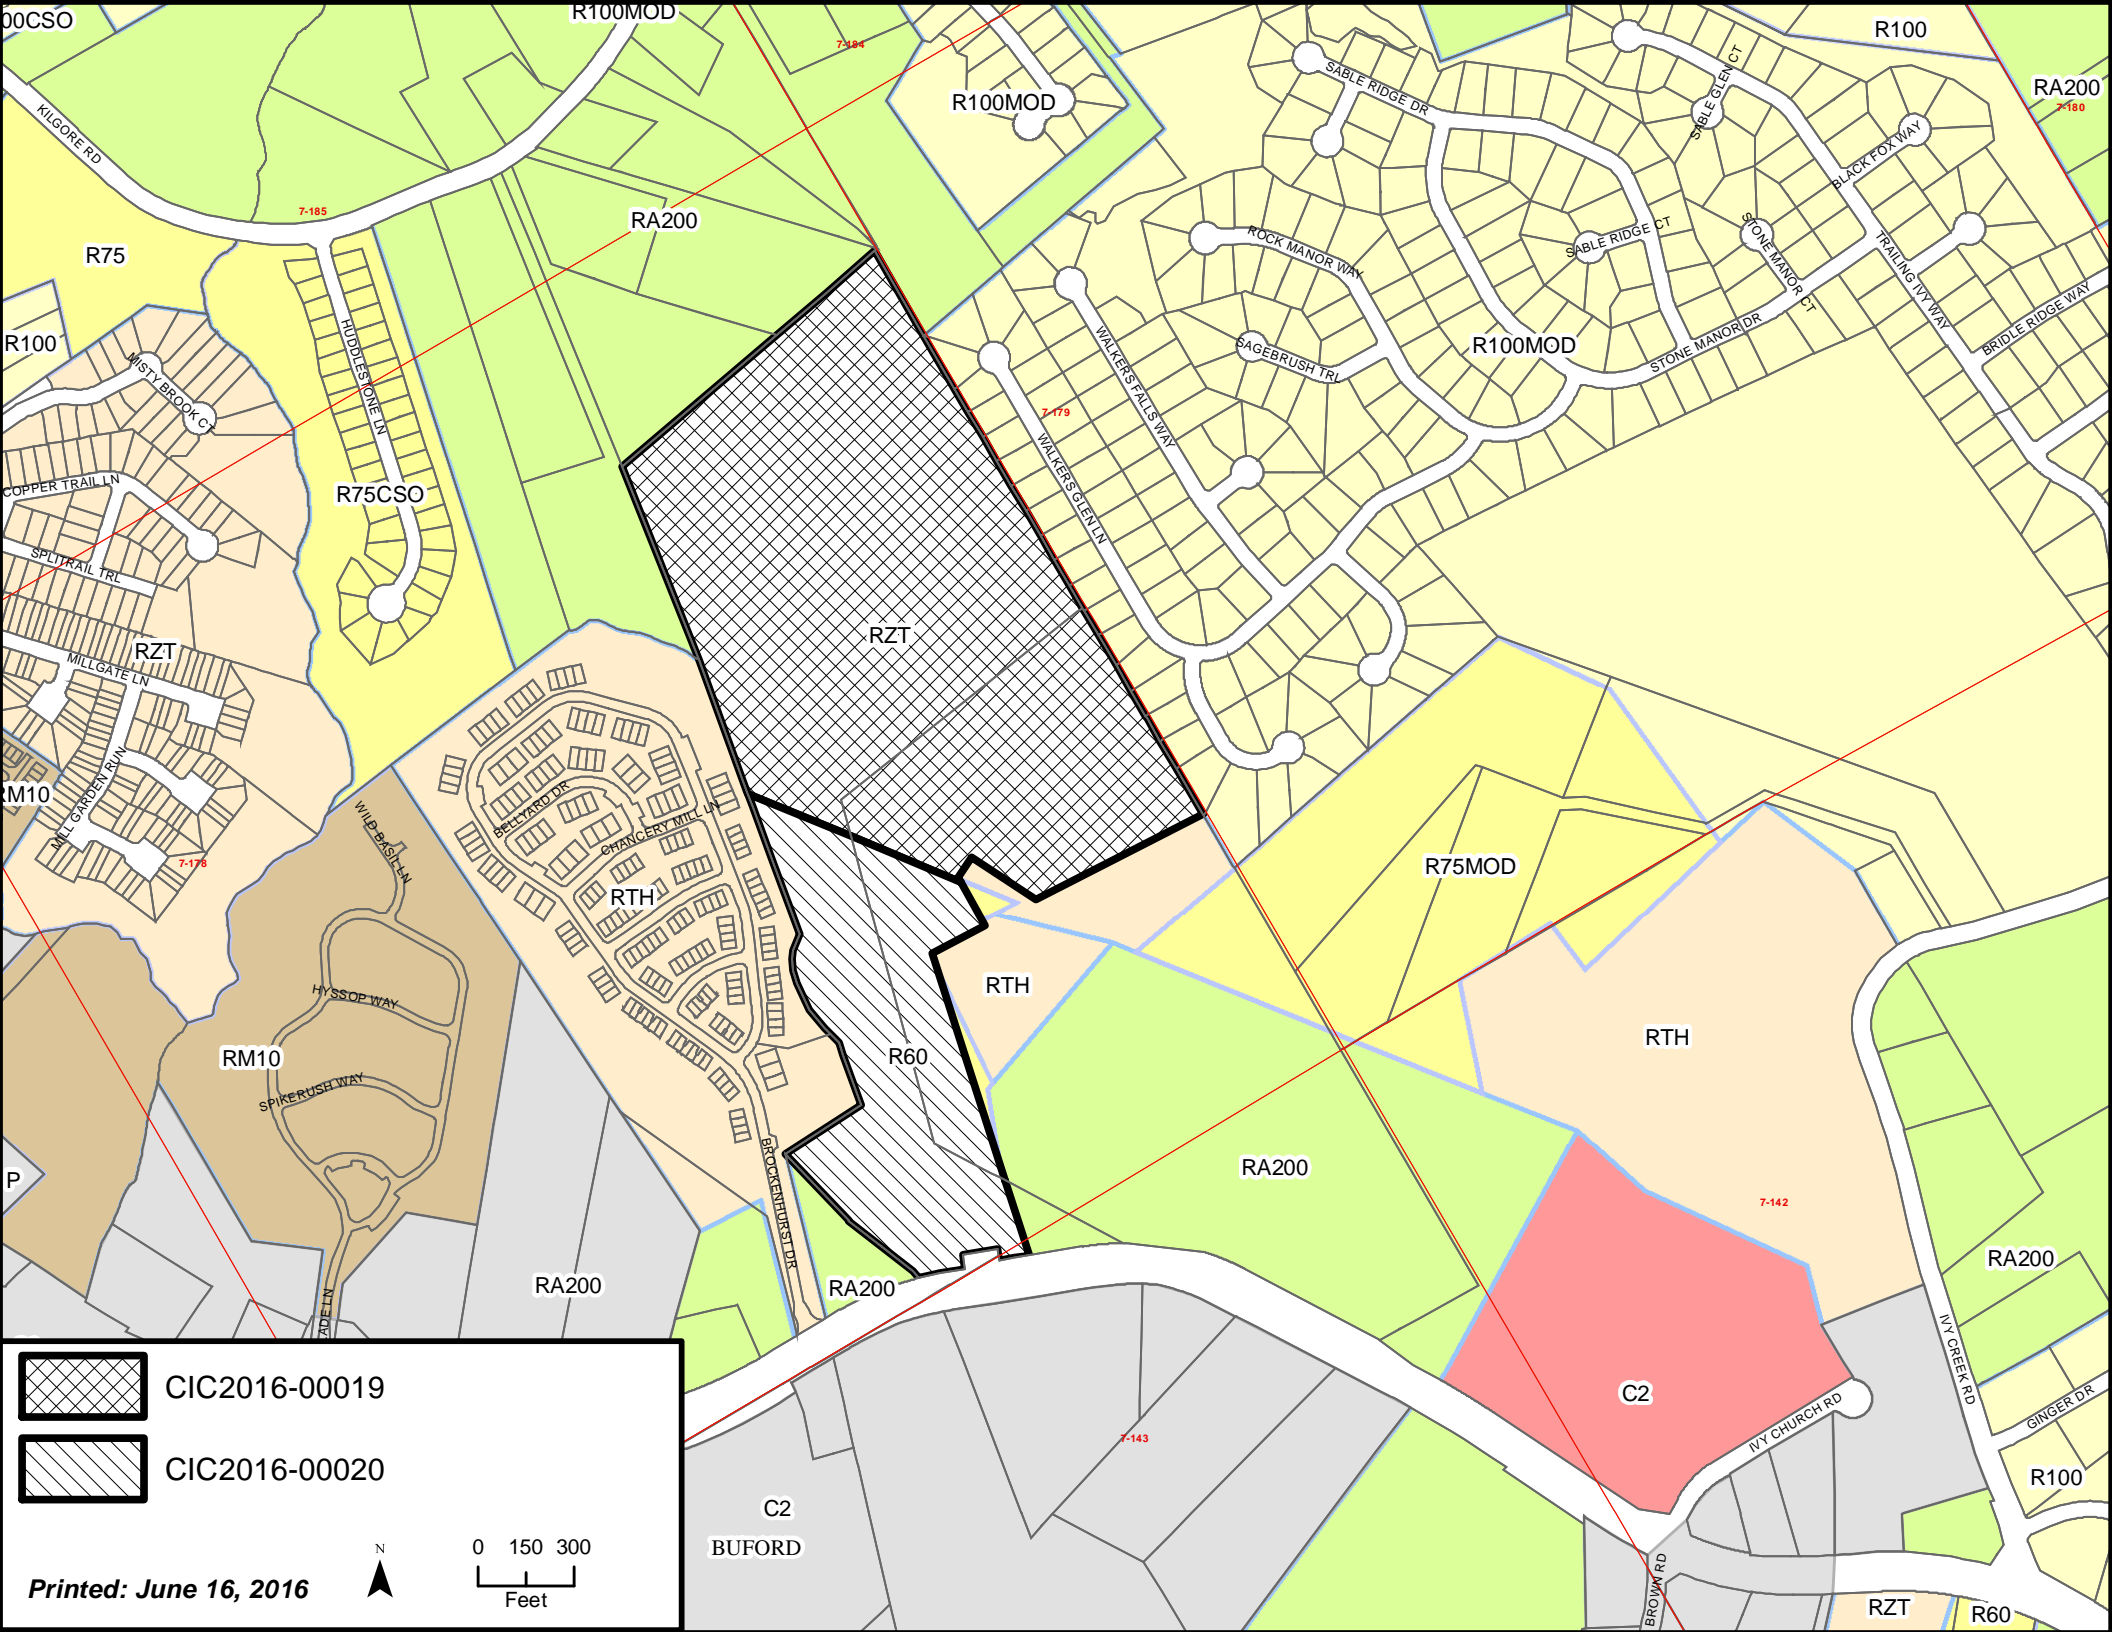 00CSO
R100MOD
7-184
R100
RA200
7-180
KILGORE RD
R100MOD
SABLE RIDGE DR
SABLE GLEN CT
BLACK FOX WAY
7-185
RA200
R75
ROCK MANOR WAY
SABLE RIDGE CT
STONE MANOR CT
TRAILING IVY WAY
BRIDLE RIDGE WAY
R100
MISTY BROOK CT
HUDDLESTONE LN
WALKERS FALLS WAY
SAGEBRUSH TRL
R100MOD
STONE MANOR DR
7-179
WALKERS GLEN LN
COPPER TRAIL LN
R75CSO
SPLITRAIL TRL
RZT
RZT
MILLGATE LN
MILL GARDEN RUN
RM10
7-178
WILD BASIL LN
BELLYARD DR
CHANCERY MILL LN
RTH
R75MOD
RTH
HYSSOP WAY
RM10
SPIKERUSH WAY
R60
RTH
P
BROCKENHURST DR
RA200
7-142
RA200
RA200
RA200
ADE LN
IVY CREEK RD
C2
IVY CHURCH RD
GINGER DR
7-143
R100
C2
BUFORD
BROWN RD
RZT
R60
CIC2016-00019
CIC2016-00020
N
0 150 300
Feet
Printed: June 16, 2016